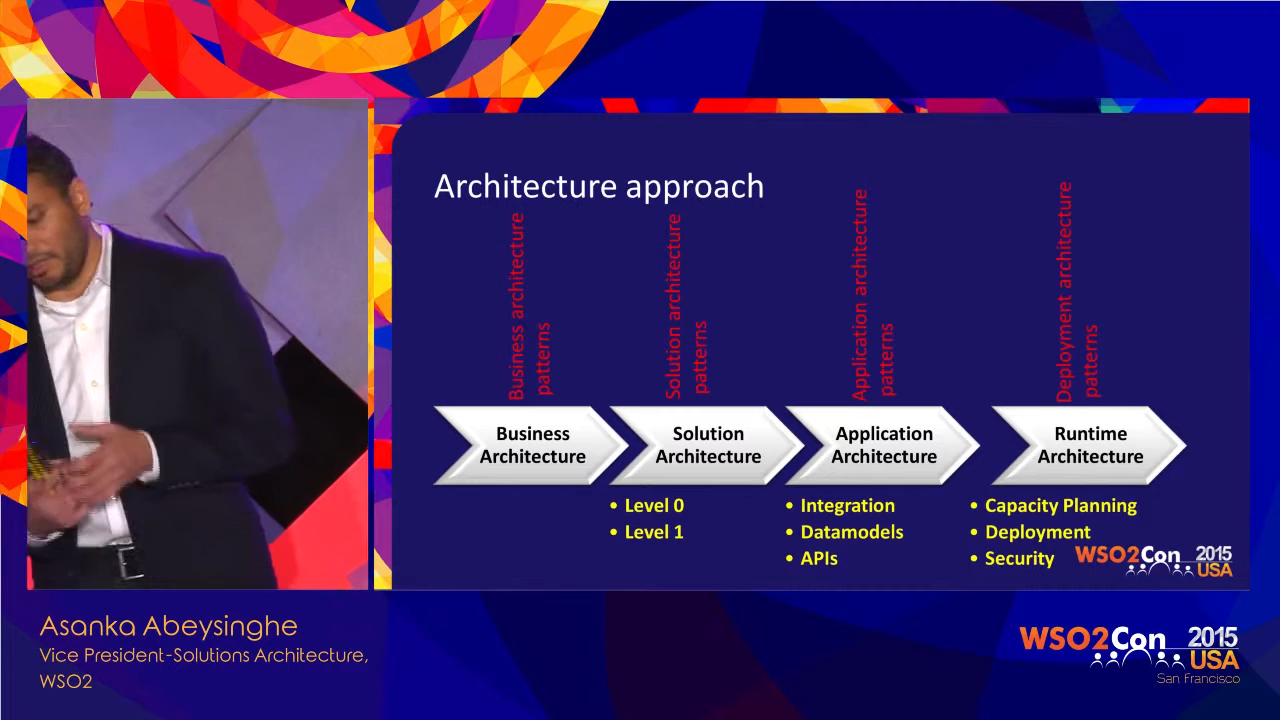 Architecture approach
Business architecture
patterns
Solution architecture
patterns
Application architecture
patterns
Deployment architecture
patterns
Business
Architecture
Solution
Architecture
Application
Architecture
Runtime
Architecture
• Level 0
• Level 1
• Integration
• Datamodels
• APIs
• Capacity Planning
• Deployment
• Security
WSO2Con 2015
USA
Asanka Abeysinghe
Vice President-Solutions Architecture,
WSO2
WSO2Con 2015
USA
San Francisco